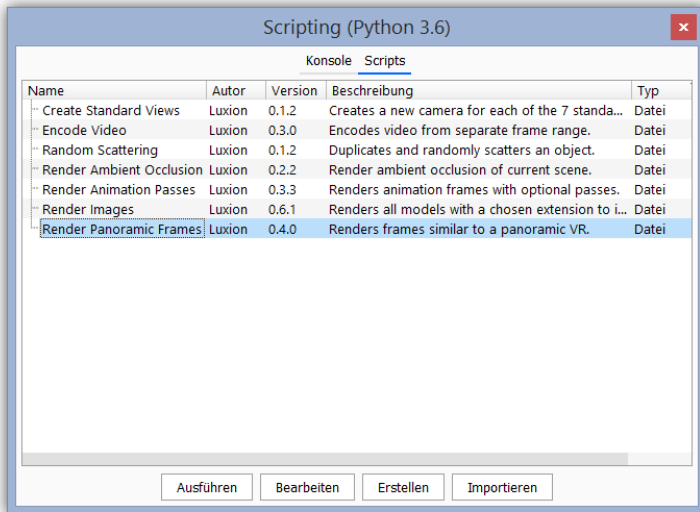 Scripting (Python 3.6)
Konsole Scripts
Name Autor Version Beschreibung Typ
Create Standard Views Luxion 0.1.2 Creates a new camera for each of the 7 standa... Datei
Encode Video Luxion 0.3.0 Encodes video from separate frame range. Datei
Random Scattering Luxion 0.1.2 Duplicates and randomly scatters an object. Datei
Render Ambient Occlusion Luxion 0.2.2 Render ambient occlusion of current scene. Datei
Render Animation Passes Luxion 0.3.3 Renders animation frames with optional passes. Datei
Render Images Luxion 0.6.1 Renders all models with a chosen extension to i... Datei
Render Panoramic Frames Luxion 0.4.0 Renders frames similar to a panoramic VR. Datei
Ausführen Bearbeiten Erstellen Importieren